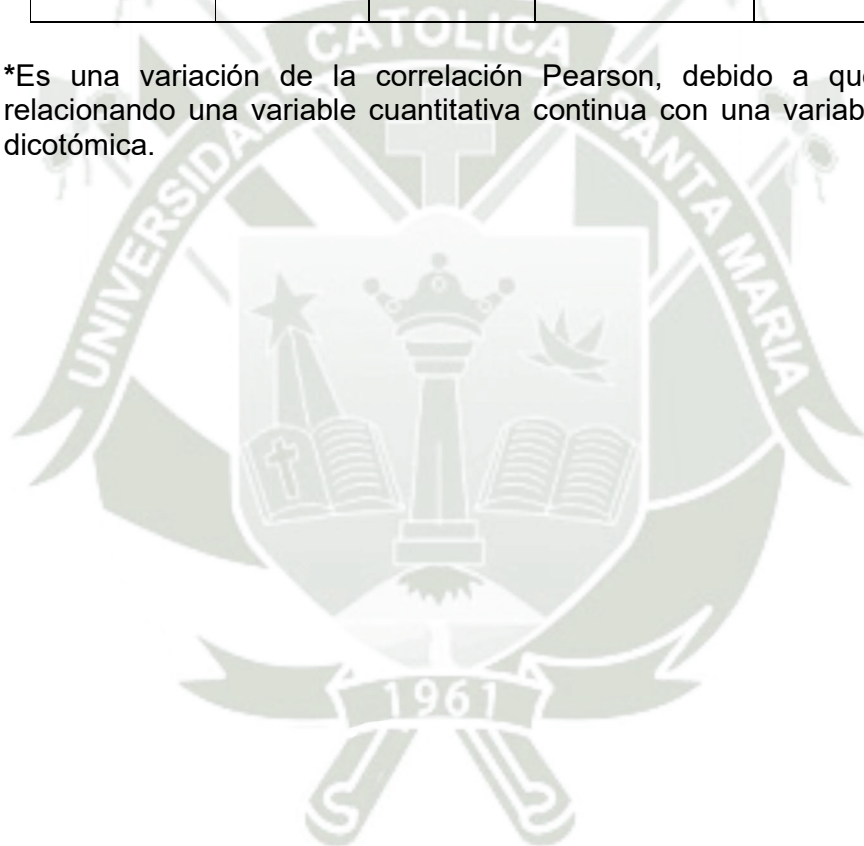 *Es una variación de la correlación Pearson, debido a que
relacionando una variable cuantitativa continua con una variab
dicotómica.
UNIVERSIDAD CATOLICA SANTA MARIA
1961